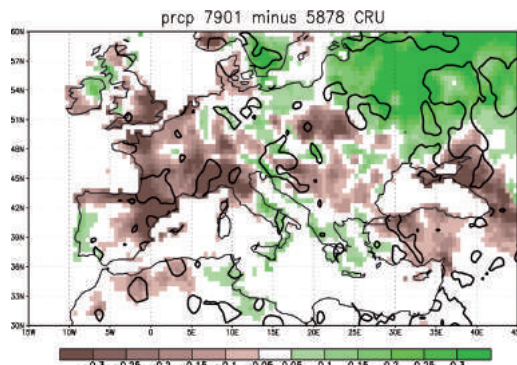 prcp 7901 minus 5878 CRU
60N
57N
54N
51N
48N
45N
42N
39N
36N
33N
30N
15W 10W 5W 0 5E 10E 15E 20E 25E 30E 35E 40E
-0.3 -0.25 -0.2 -0.15 -0.1 -0.05 0.05 0.1 0.15 0.2 0.25 0.3